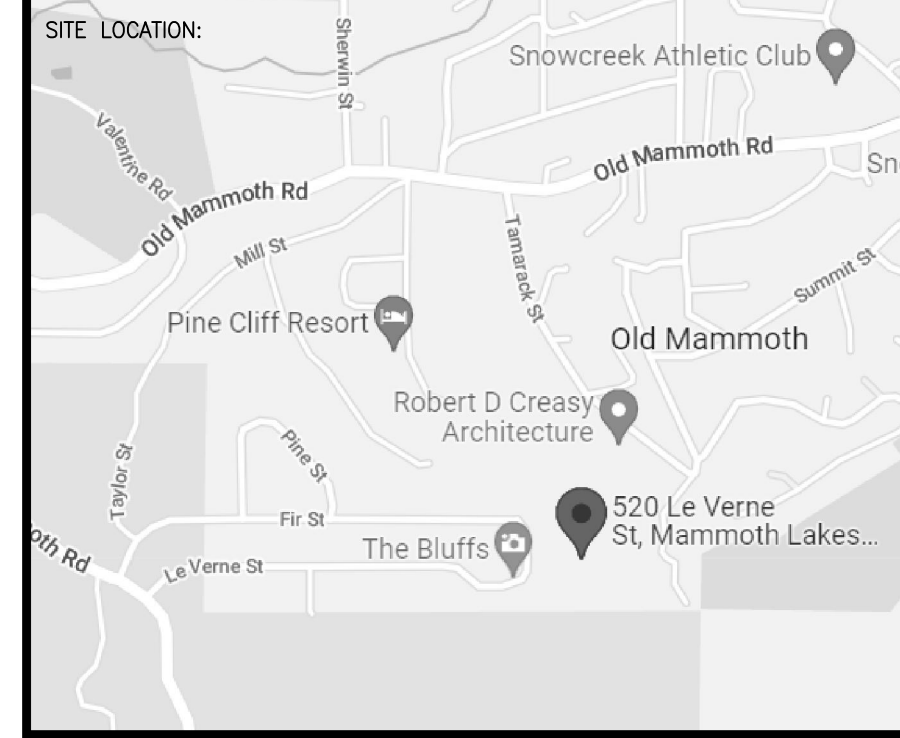 SITE LOCATION:
Sherwin St
Snowcreek Athletic Club
Valentine Rd
Old Mammoth Rd
Old Mammoth Rd
Sn
Mill St
Tamarack St
Summit St
Pine Cliff Resort
Old Mammoth
Robert D Creasy
Architecture
Pine St
Taylor St
520 Le Verne
St, Mammoth Lakes...
Fir St
oth Rd
The Bluffs
Le Verne St